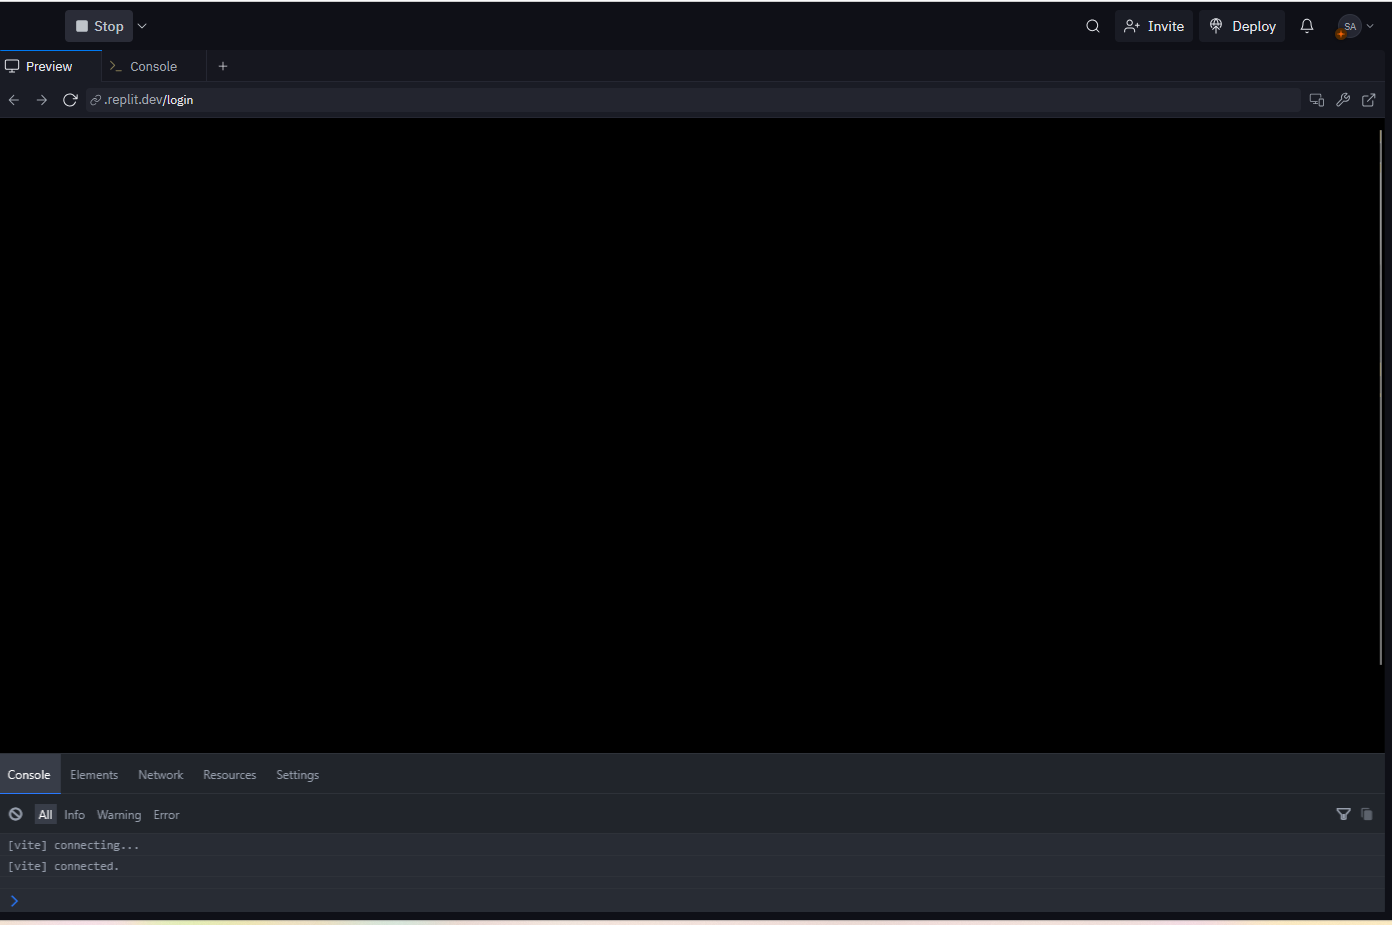 Stop
Invite
Deploy
SA
Preview
>_ Console
+
.replit.dev/login
Console Elements Network Resources Settings
All Info Warning Error
[vite] connecting...
[vite] connected.
>